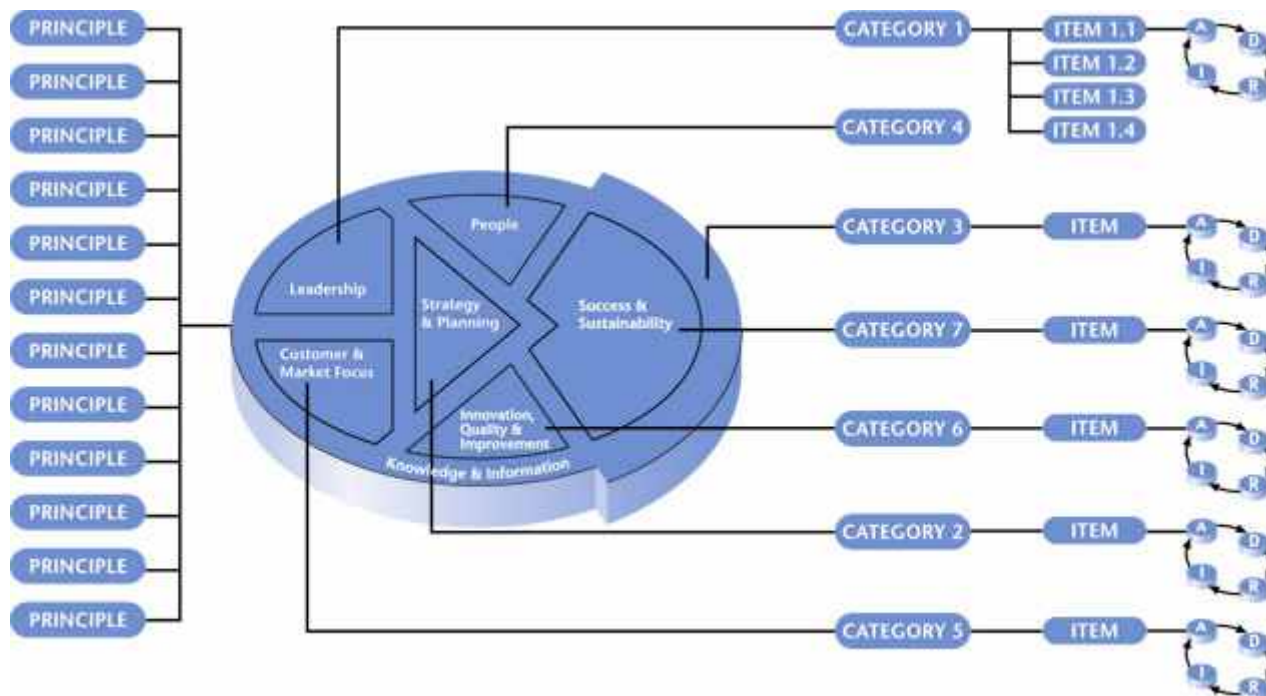 PRINCIPLE
PRINCIPLE
PRINCIPLE
PRINCIPLE
PRINCIPLE
PRINCIPLE
PRINCIPLE
PRINCIPLE
PRINCIPLE
PRINCIPLE
PRINCIPLE
PRINCIPLE
People
Leadership
Strategy
& Planning
Success &
Sustainability
Customer &
Market Focus
Innovation,
Quality &
Improvement
Knowledge & Information
CATEGORY 1
ITEM 1.1
ITEM 1.2
ITEM 1.3
ITEM 1.4
A
D
R
I
CATEGORY 4
CATEGORY 3
ITEM
A
D
R
I
CATEGORY 7
ITEM
A
D
R
I
CATEGORY 6
ITEM
A
D
R
I
CATEGORY 2
ITEM
A
D
R
I
CATEGORY 5
ITEM
A
D
R
I